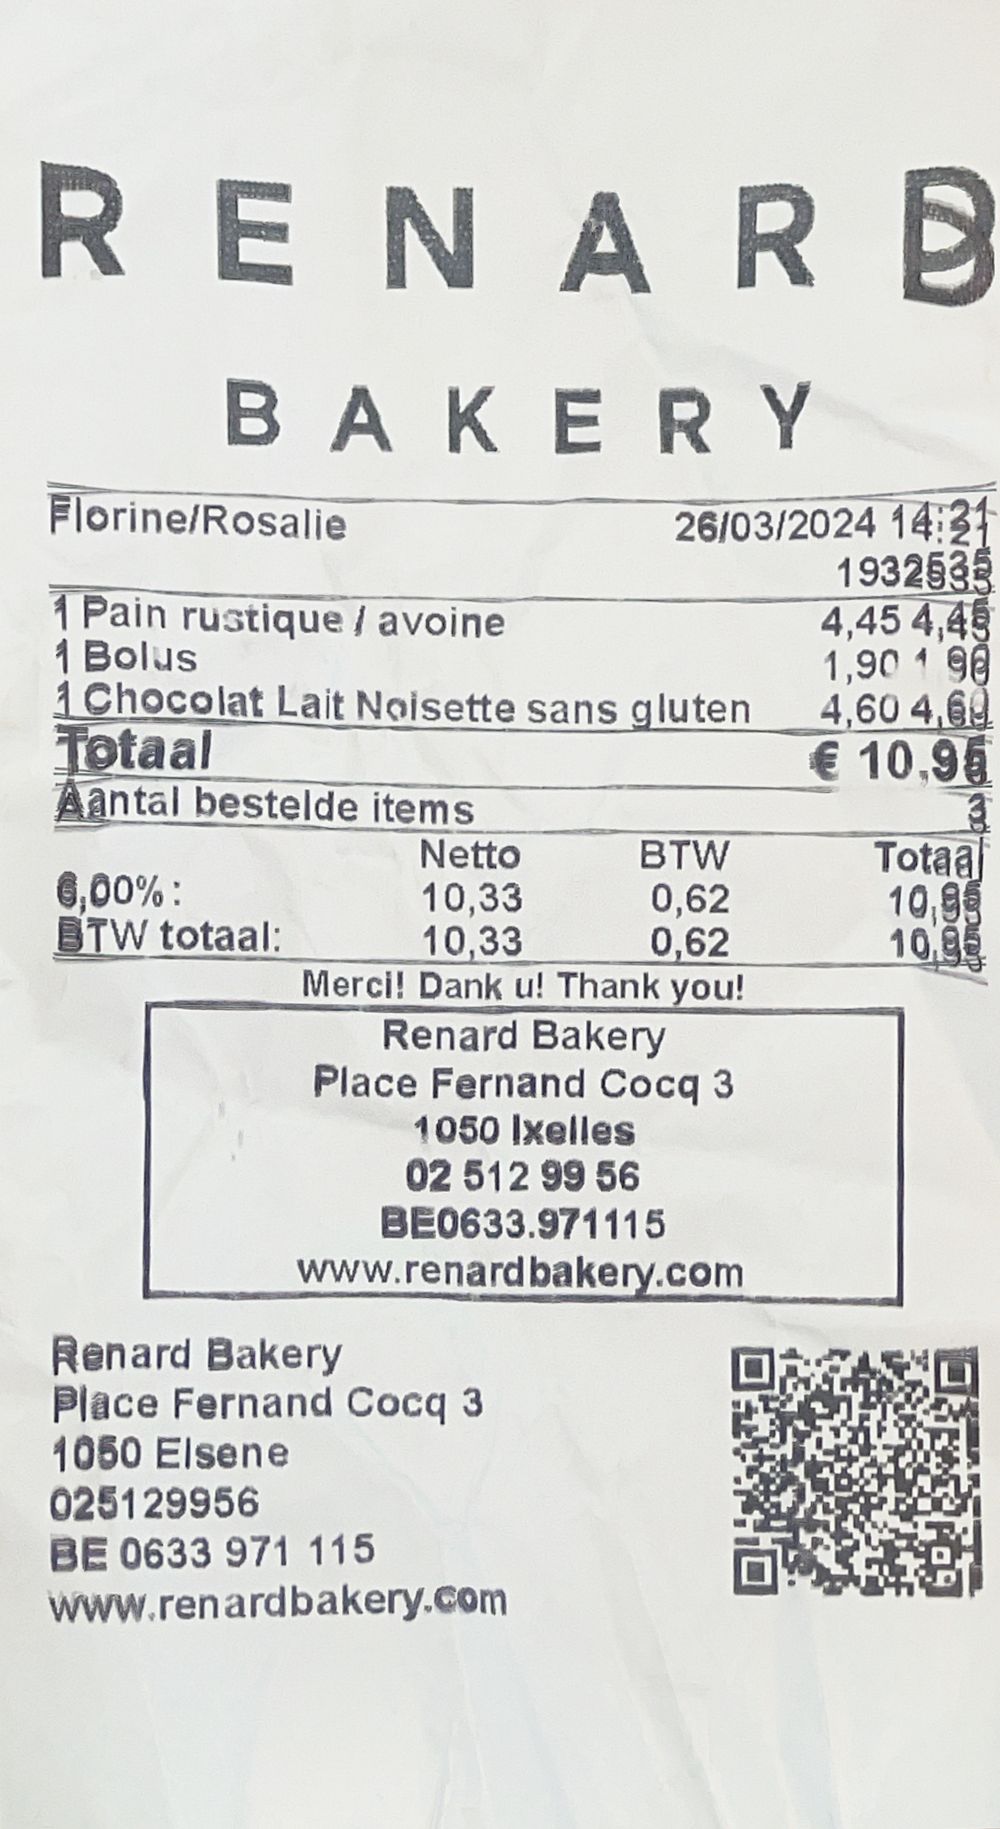 RENARD
BAKERY
Florine/Rosalie 26/03/2024
1 Pain rustique / avoine 4,45 4,45
1 Bolus 1,90 1,90
1 Chocolat Lait Noisette sans gluten 4,60 4,60
Totaal € 10,95
Aantal bestelde items 3
Netto BTW Totaal
6,00%: 10,33 0,62 10,95
BTW totaal: 10,33 0,62 10,95
Merci! Dank u! Thank you!
Renard Bakery
Place Fernand Cocq 3
1050 Ixelles
02 512 99 56
BE0633.971115
www.renardbakery.com
Renard Bakery
Place Fernand Cocq 3
1050 Elsene
025129956
BE 0633 971 115
www.renardbakery.com